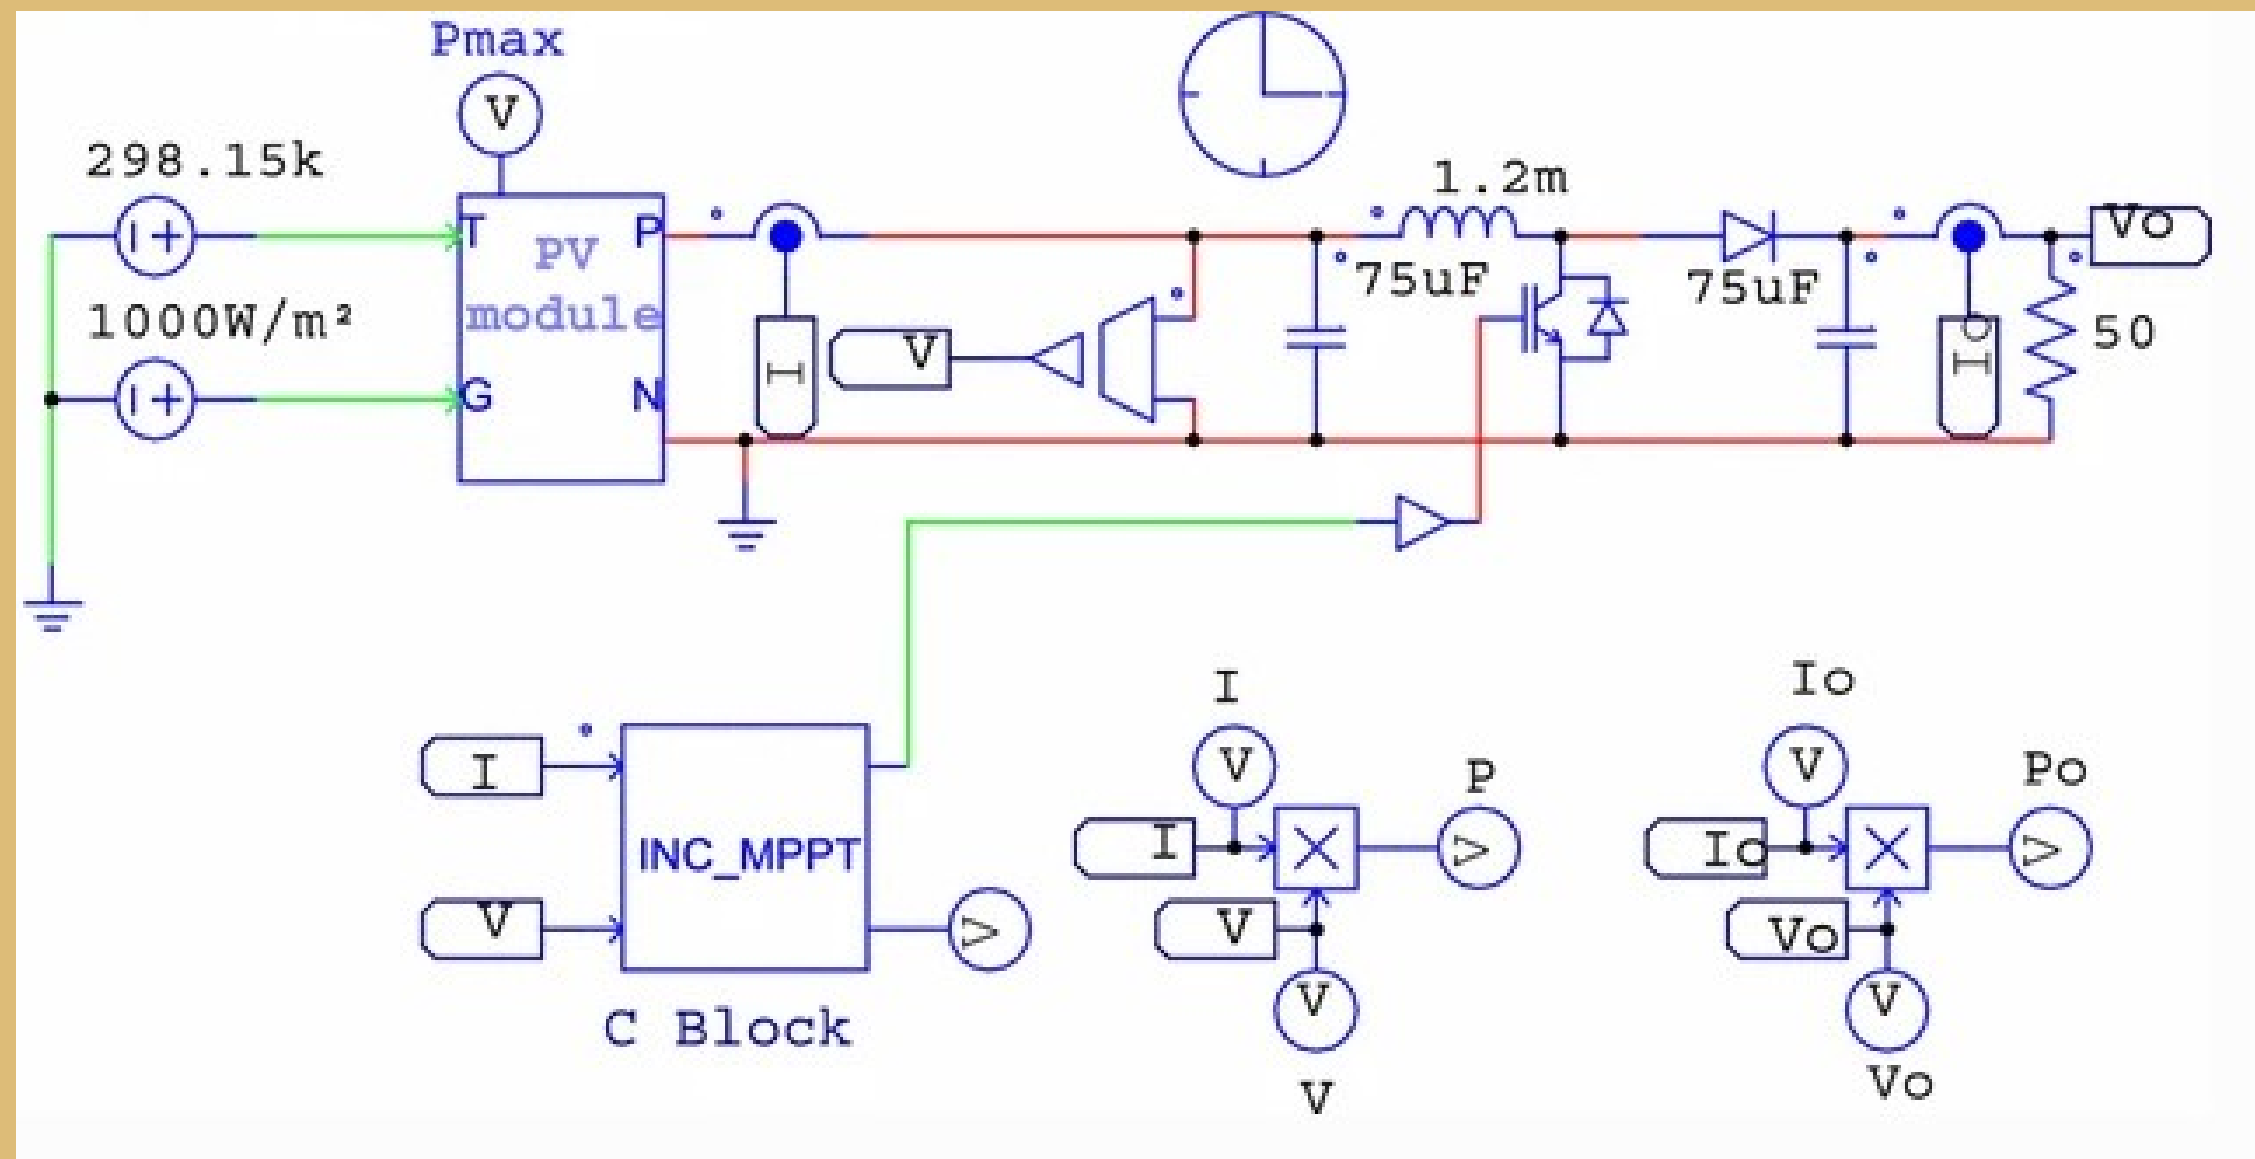 Pmax
V
298.15k
T
P
PV
module
1000W/m²
G
N
I
V
1.2m
75uF
75uF
Vo
Io
50
I
V
INC_MPPT
V
C Block
I
V
I
V
P
V
V
V
Io
V
Io
Vo
Po
V
V
Vo